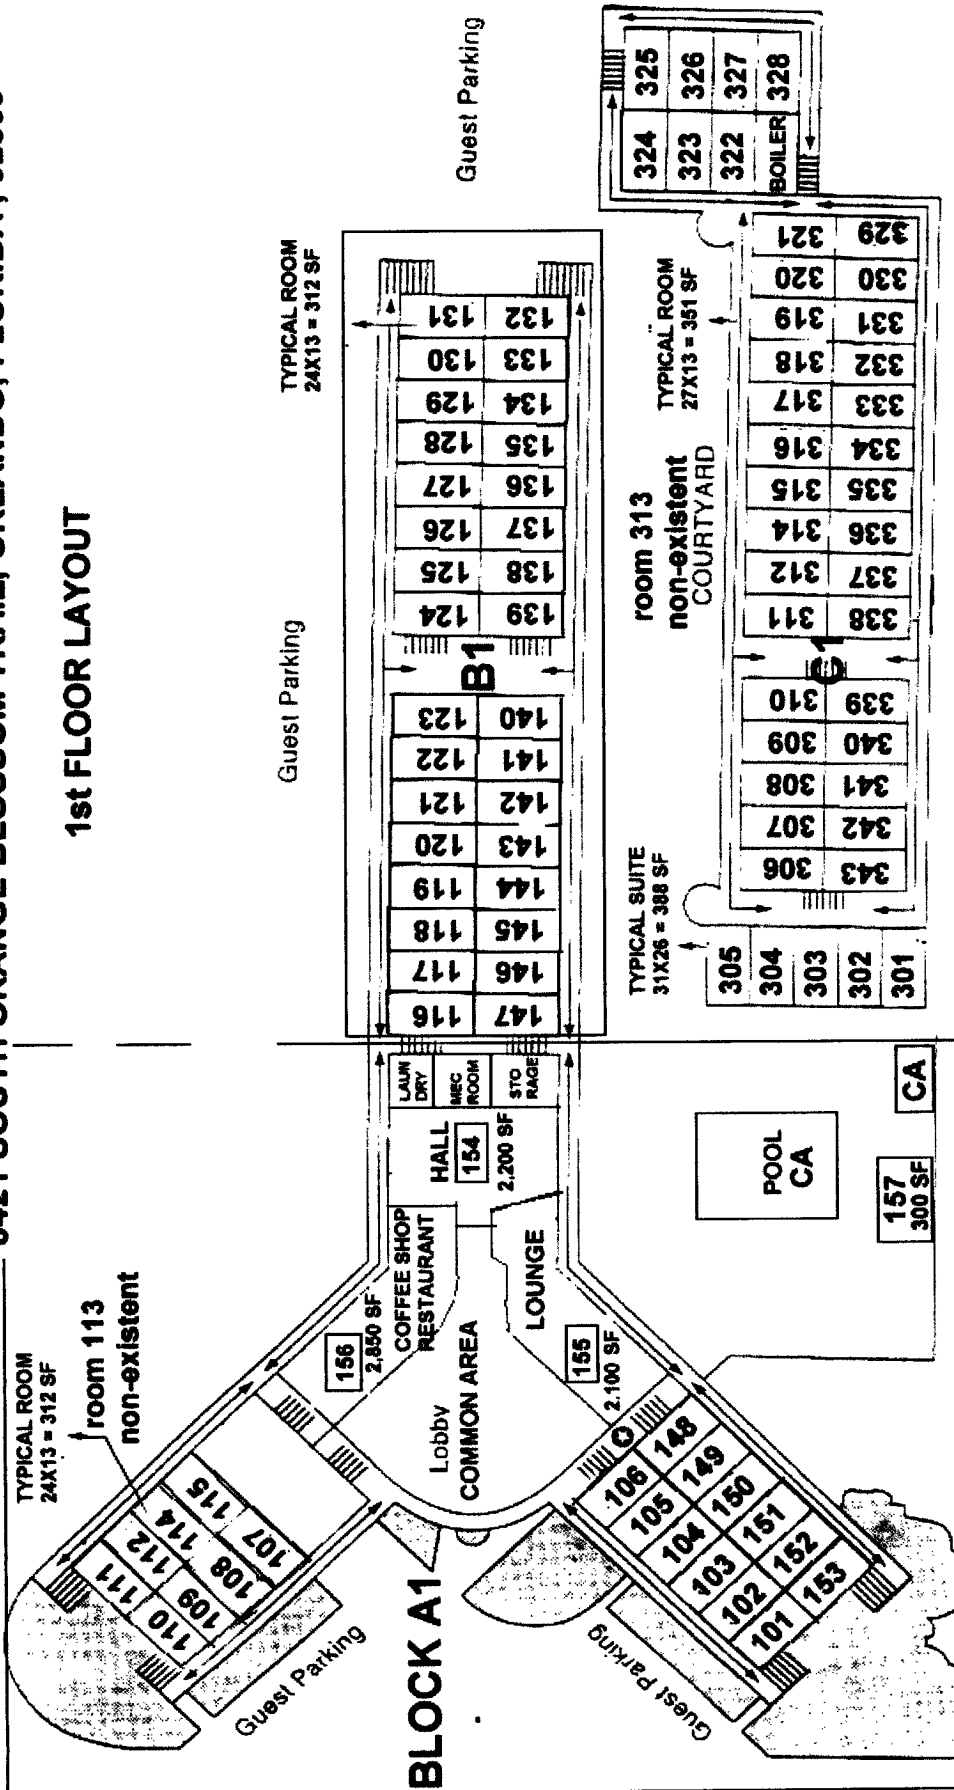 SOUTH ORANGE BLOSSOM TRAIL, ORLANDO, FLORIDA,
1st FLOOR LAYOUT
TYPICAL ROOM
24X13 = 312 SF
room 113
non-existent
Guest Parking
TYPICAL ROOM
24X13 = 312 SF
Guest Parking
111 112 114 115
110 109 108 107
Guest Parking
156
2,850 SF
COFFEE SHOP
RESTAURANT
Lobby
COMMON AREA
LOUNGE
155
2,100 SF
HALL
154
2,200 SF
LAUN
DRY
MEC
ROOM
STO
RAGE
BLOCK A1
106 105 104 103 102 101
148 149 150 151 152 153
Guest Parking
116 117 118 119 120 121 122 123
147 146 145 144 143 142 141 140
B1
124 125 126 127 128 129 130 131
139 138 137 136 135 134 133 132
POOL
CA
CA
157
300 SF
TYPICAL SUITE
31X26 = 388 SF
room 313
non-existent
COURTYARD
TYPICAL ROOM
27X13 = 351 SF
305
304
303
302
301
306 307 308 309 310
343 342 341 340 339
C1
311 312 314 315 316 317 318 319 320 321
338 337 336 335 334 333 332 331 330 329
324 325
323 326
322 327
BOILER 328